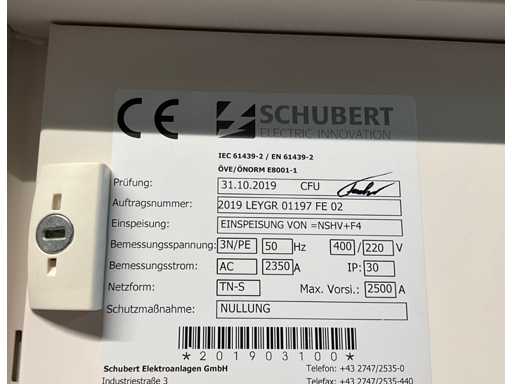 CE SCHUBERT
ELECTRIC INNOVATION
IEC 61439-2 / EN 61439-2
ÖVE/ÖNORM E8001-1
Prüfung: 31.10.2019 CFU
Auftragsnummer: 2019 LEYGR 01197 FE 02
Einspeisung: EINSPEISUNG VON =NSHV+F4
Bemessungsspannung: 3N/PE 50 Hz 400 / 220 V
Bemessungsstrom: AC 2350 A IP: 30
Netzform: TN-S Max. Vorsi.: 2500 A
Schutzmaßnahme: NULLUNG
*201903100*
Schubert Elektroanlagen GmbH Telefon: +43 2747/2535-0
Industriestraße 3 Telefax: +43 2747/2535-440